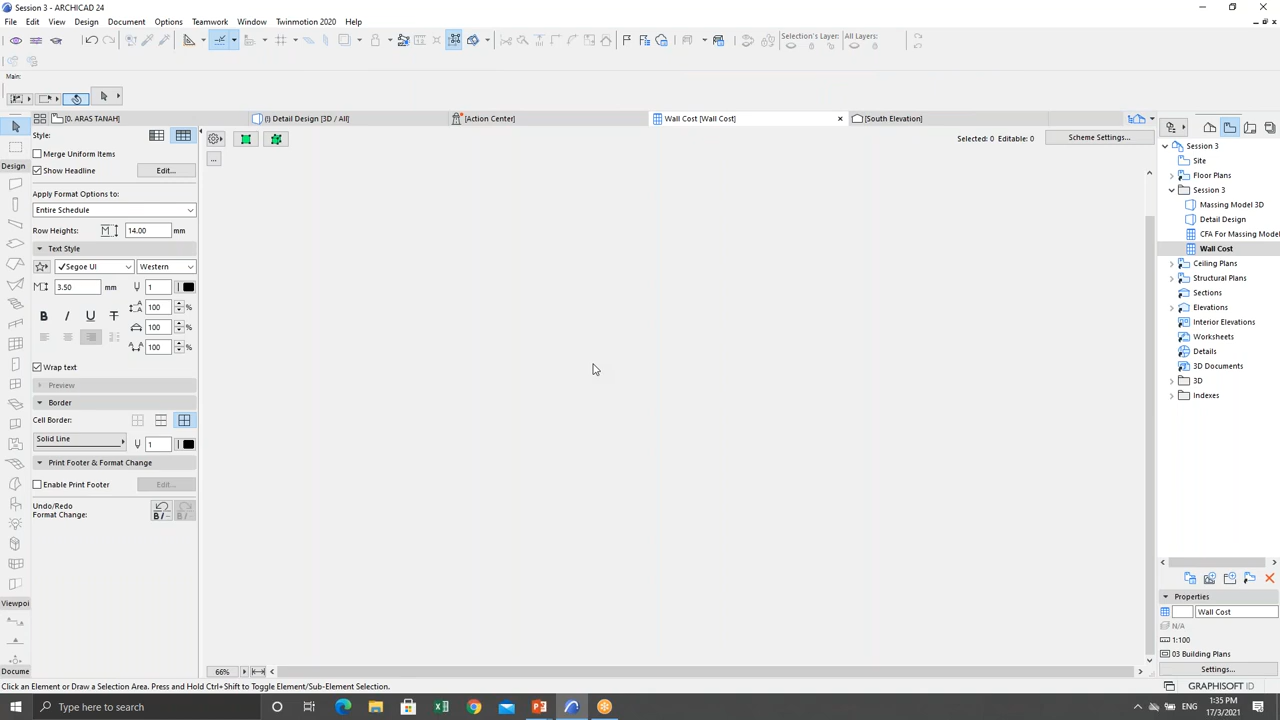 Session 3 - ARCHICAD 24
File Edit View Design Document Options Teamwork Window Twinmotion 2020 Help
Selection's Layer: All Layers:
0 0 0
Main:
[0. ARAS TANAH] (!) Detail Design [3D / All] [Action Center] Wall Cost [Wall Cost] [South Elevation]
Style:
Selected: 0 Editable: 0 Scheme Settings...
Merge Uniform Items
Show Headline Edit...
Apply Format Options to:
Entire Schedule
Row Heights: 14.00 mm
Text Style
Segoe UI Western
3.50 mm 1
100 %
100 %
100 %
Wrap text
Preview
Border
Cell Border:
Solid Line 1
Print Footer & Format Change
Enable Print Footer Edit...
Undo/Redo
Format Change:
Design
Viewpoi
Docume
...
66%
Session 3
Site
Floor Plans
Session 3
Massing Model 3D
Detail Design
CFA For Massing Model
Wall Cost
Ceiling Plans
Structural Plans
Sections
Elevations
Interior Elevations
Worksheets
Details
3D Documents
3D
Indexes
Properties
Wall Cost
N/A
1:100
03 Building Plans
Settings...
Click an Element or Draw a Selection Area. Press and Hold Ctrl+Shift to Toggle Element/Sub-Element Selection.
GRAPHISOFT ID
Type here to search
ENG
1:35 PM
17/3/2021